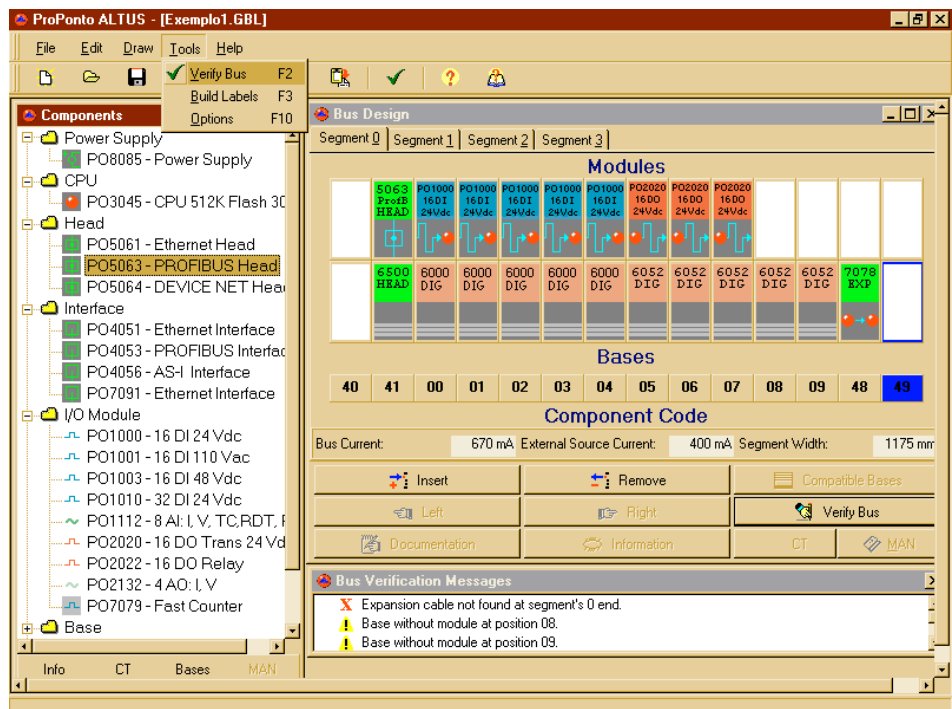 ProPonto ALTUS - [Exemplo1.GBL]
File Edit Draw Tools Help
Verify Bus F2
Build Labels F3
Options F10
Components
Power Supply
PO8085 - Power Supply
CPU
PO3045 - CPU 512K Flash 30
Head
PO5061 - Ethernet Head
PO5063 - PROFIBUS Head
PO5064 - DEVICE NET Hea
Interface
PO4051 - Ethernet Interface
PO4053 - PROFIBUS Interfac
PO4056 - AS-I Interface
PO7091 - Ethernet Interface
I/O Module
PO1000 - 16 DI 24 Vdc
PO1001 - 16 DI 110 Vac
PO1003 - 16 DI 48 Vdc
PO1010 - 32 DI 24 Vdc
PO1112 - 8 AI: I, V, TC,RDT,
PO2020 - 16 DO Trans 24 Vd
PO2022 - 16 DO Relay
PO2132 - 4 AO: I, V
PO7079 - Fast Counter
Base
Info CT Bases MAN
Bus Design
Segment 0 Segment 1 Segment 2 Segment 3
Modules
5063 PO1000 PO1000 PO1000 PO1000 PO1000 PO2020 PO2020 PO2020
ProfB 16DI 16DI 16DI 16DI 16DI 16DO 16DO 16DO
HEAD 24Vdc 24Vdc 24Vdc 24Vdc 24Vdc 24Vdc 24Vdc 24Vdc
6500 6000 6000 6000 6000 6000 6052 6052 6052 6052 6052 7078
HEAD DIG DIG DIG DIG DIG DIG DIG DIG DIG DIG EXP
Bases
40 41 00 01 02 03 04 05 06 07 08 09 48 49
Component Code
Bus Current: 670 mA External Source Current: 400 mA Segment Width: 1175 mm
Insert Remove Compatible Bases
Left Right Verify Bus
Documentation Information CT MAN
Bus Verification Messages
X Expansion cable not found at segment's 0 end.
Base without module at position 08.
Base without module at position 09.